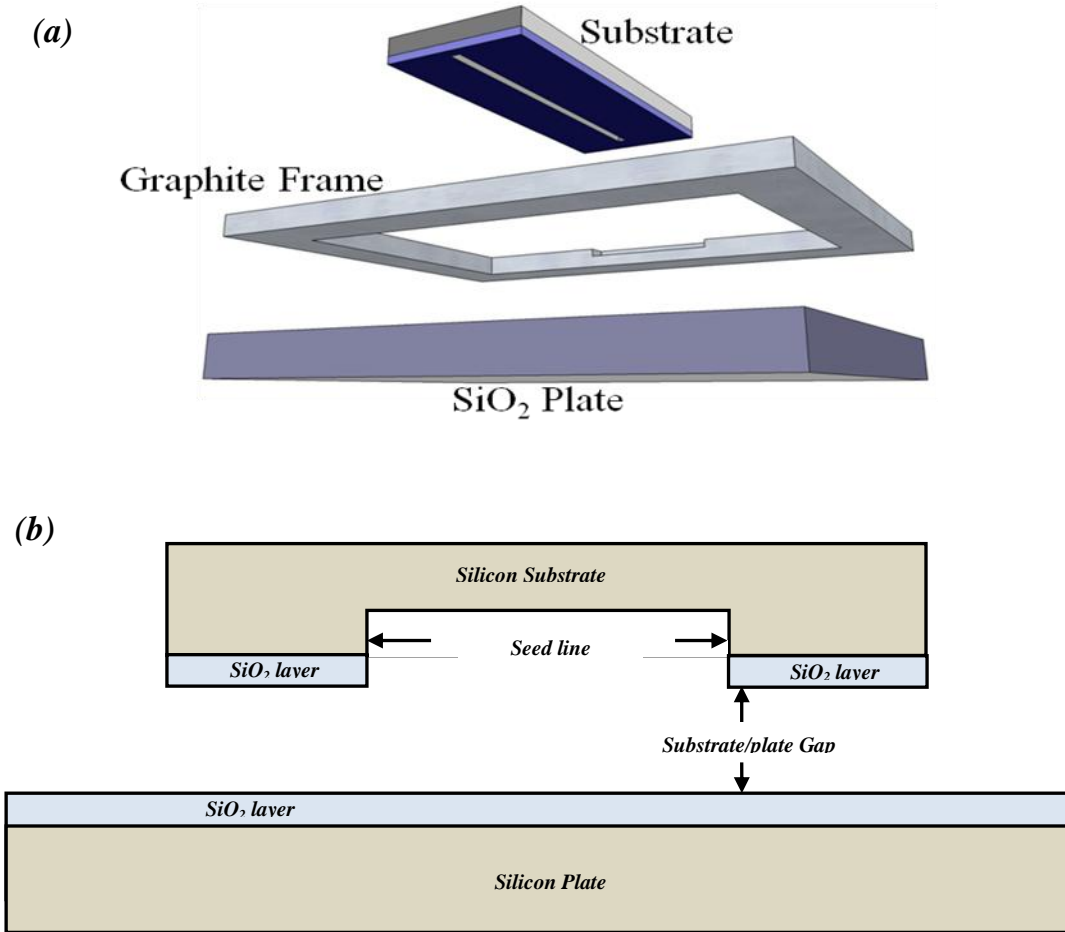 (a)
Substrate
Graphite Frame
SiO₂ Plate
(b)
Silicon Substrate
Seed line
SiO₂ layer
SiO₂ layer
Substrate/plate Gap
SiO₂ layer
Silicon Plate